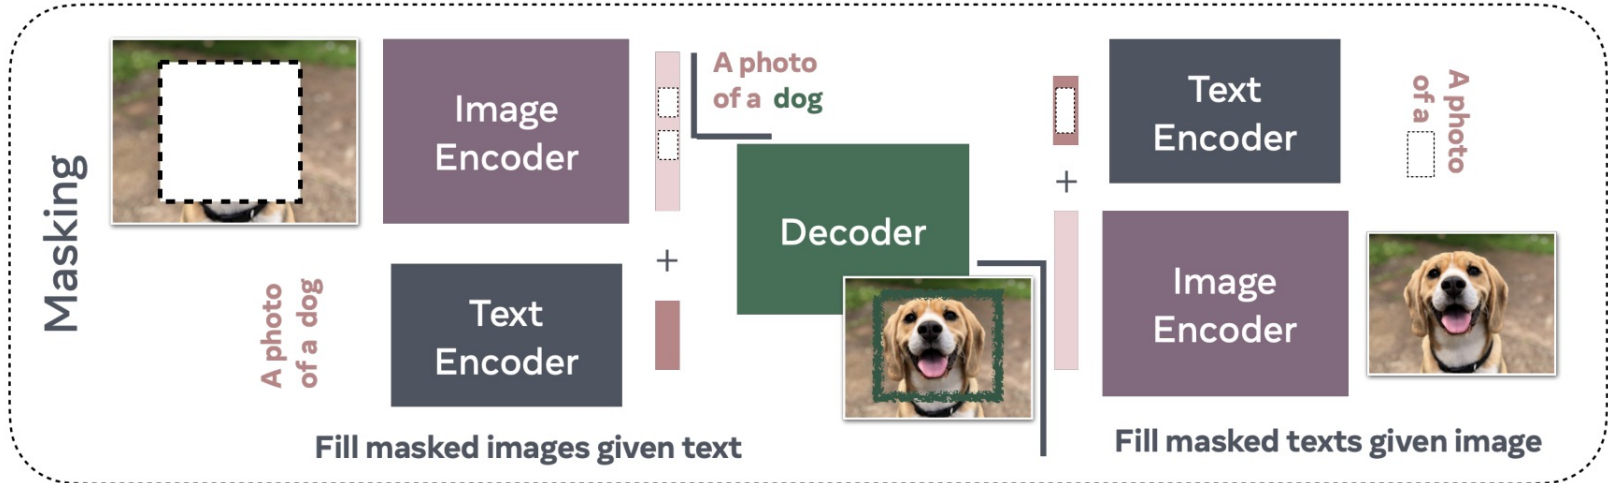 Masking
Image
Encoder
A photo
of a dog
Text
Encoder
+
Fill masked images given text
A photo
of a dog
Decoder
+
Text
Encoder
A photo
of a
Image
Encoder
Fill masked texts given image